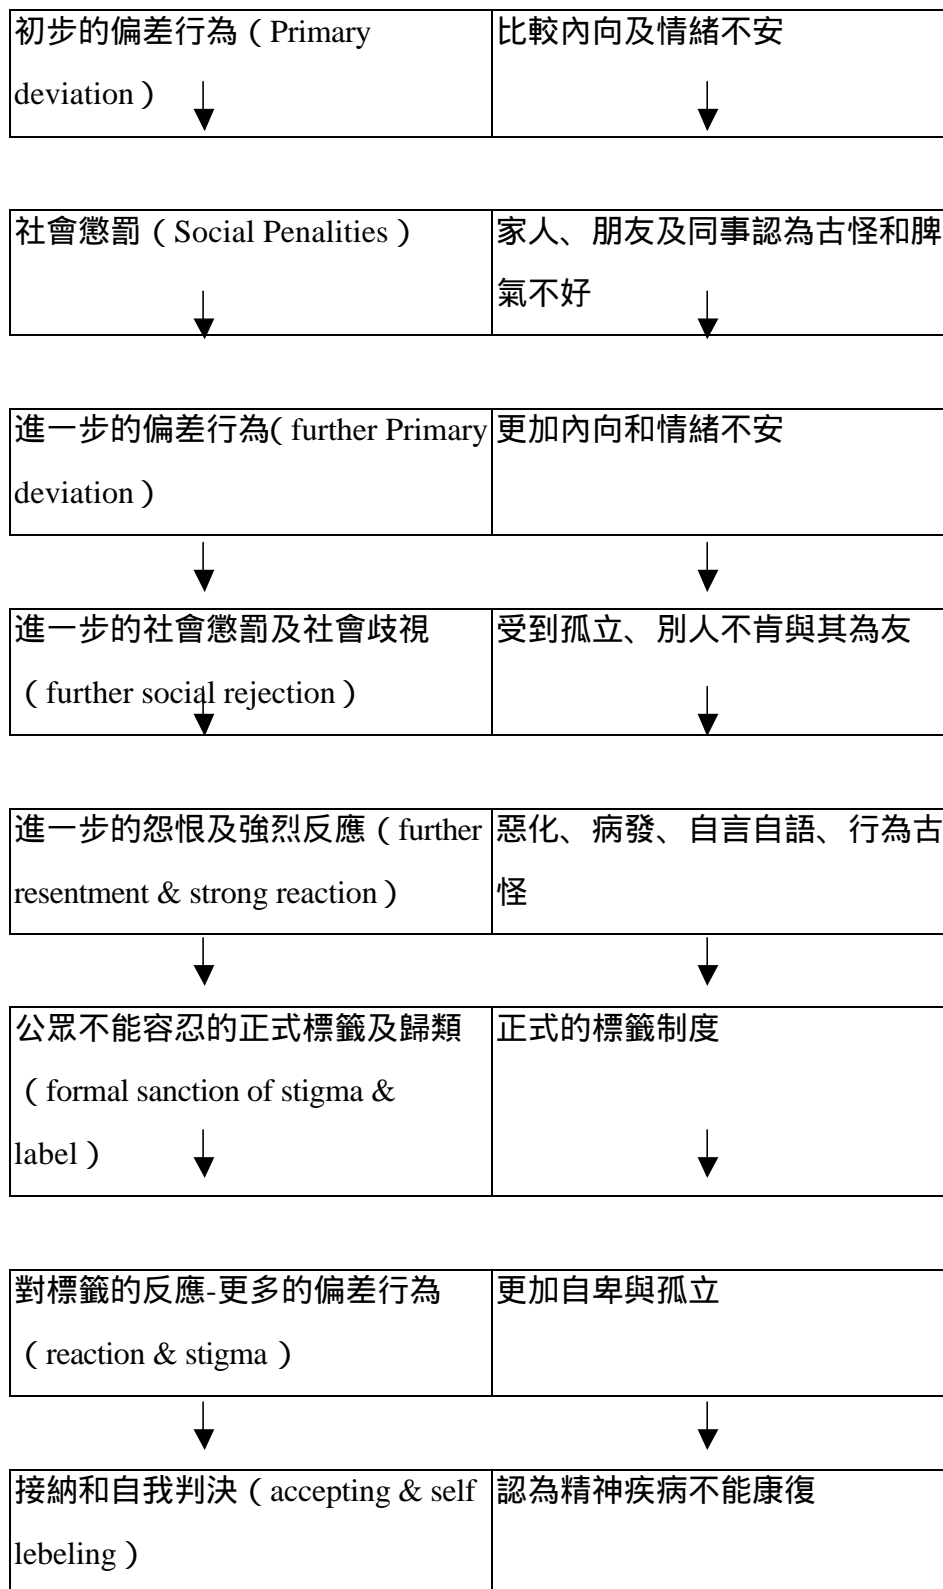 初步的偏差行為（Primary
deviation）
比較內向及情緒不安
社會懲罰（Social Penalities）
家人、朋友及同事認為古怪和脾
氣不好
進一步的偏差行為（further Primary
deviation）
更加內向和情緒不安
進一步的社會懲罰及社會歧視
（further social rejection）
受到孤立、別人不肯與其為友
進一步的怨恨及強烈反應（further
resentment & strong reaction）
惡化、病發、自言自語、行為古
怪
公眾不能容忍的正式標籤及歸類
（formal sanction of stigma &
label）
正式的標籤制度
對標籤的反應-更多的偏差行為
（reaction & stigma）
更加自卑與孤立
接納和自我判決（accepting & self
lebeling）
認為精神疾病不能康復